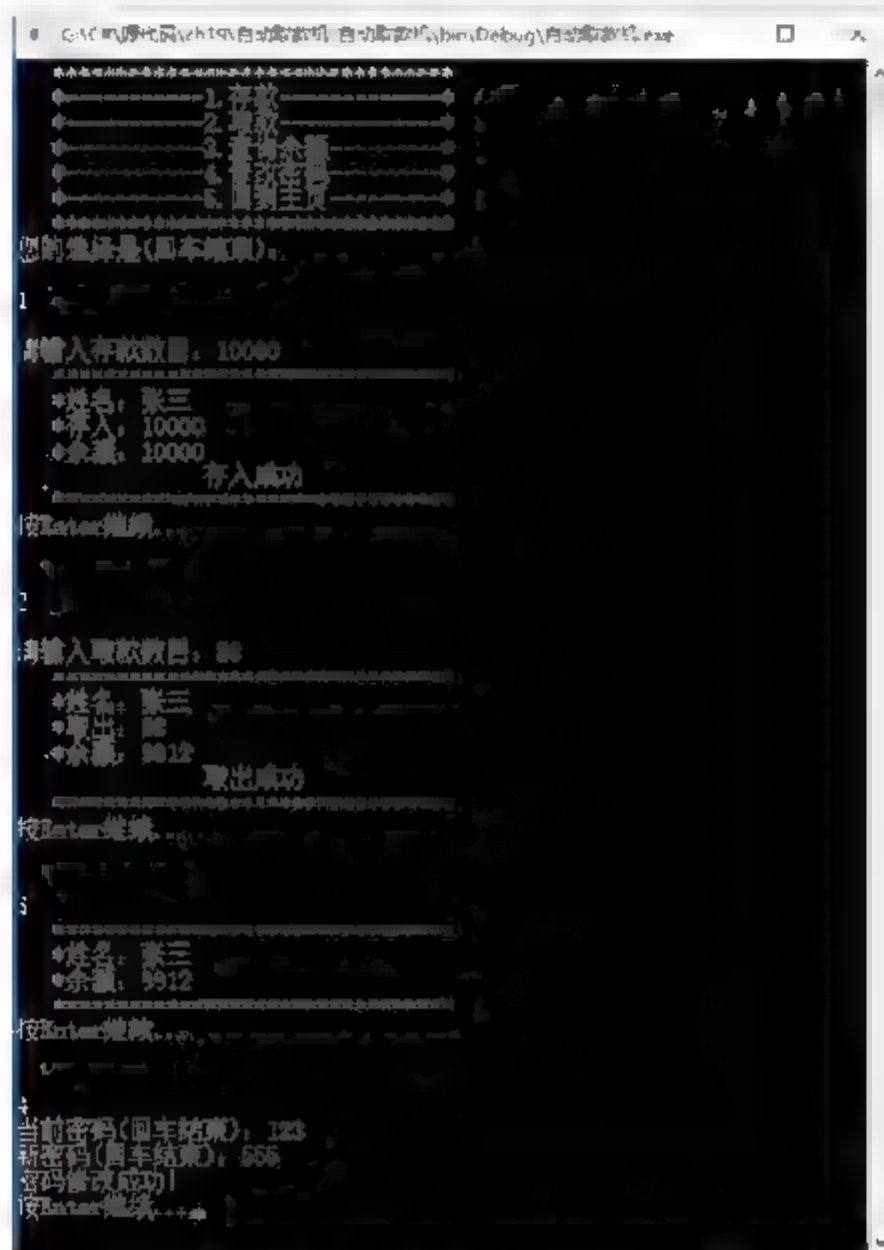 ********************************
◆————————1.存款————————◆
◆————————2.取款————————◆
◆————————3.查询余额————————◆
◆————————4.————————◆
◆————————5.回到主页————————◆
********************************
您的选择是(回车结束):
1
请输入存款数目: 10000
********************************
*姓名: 张三
*存入: 10000
*余额: 10000
存入成功
********************************
按Enter继续...
2
请输入取款数目: 88
********************************
*姓名: 张三
*取出: 88
*余额: 9912
取出成功
********************************
按Enter继续...
********************************
*姓名: 张三
*余额: 9912
********************************
按Enter继续...
4
当前密码(回车结束): 123
新密码(回车结束): 555
密码修改成功!
按Enter继续...